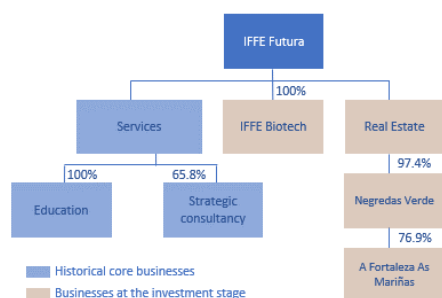 IFFE Futura
100%
Services
IFFE Biotech
Real Estate
100%
65.8%
97.4%
Education
Strategic
consultancy
Negredas Verde
76.9%
A Fortaleza As
Mariñas
Historical core businesses
Businesses at the investment stage